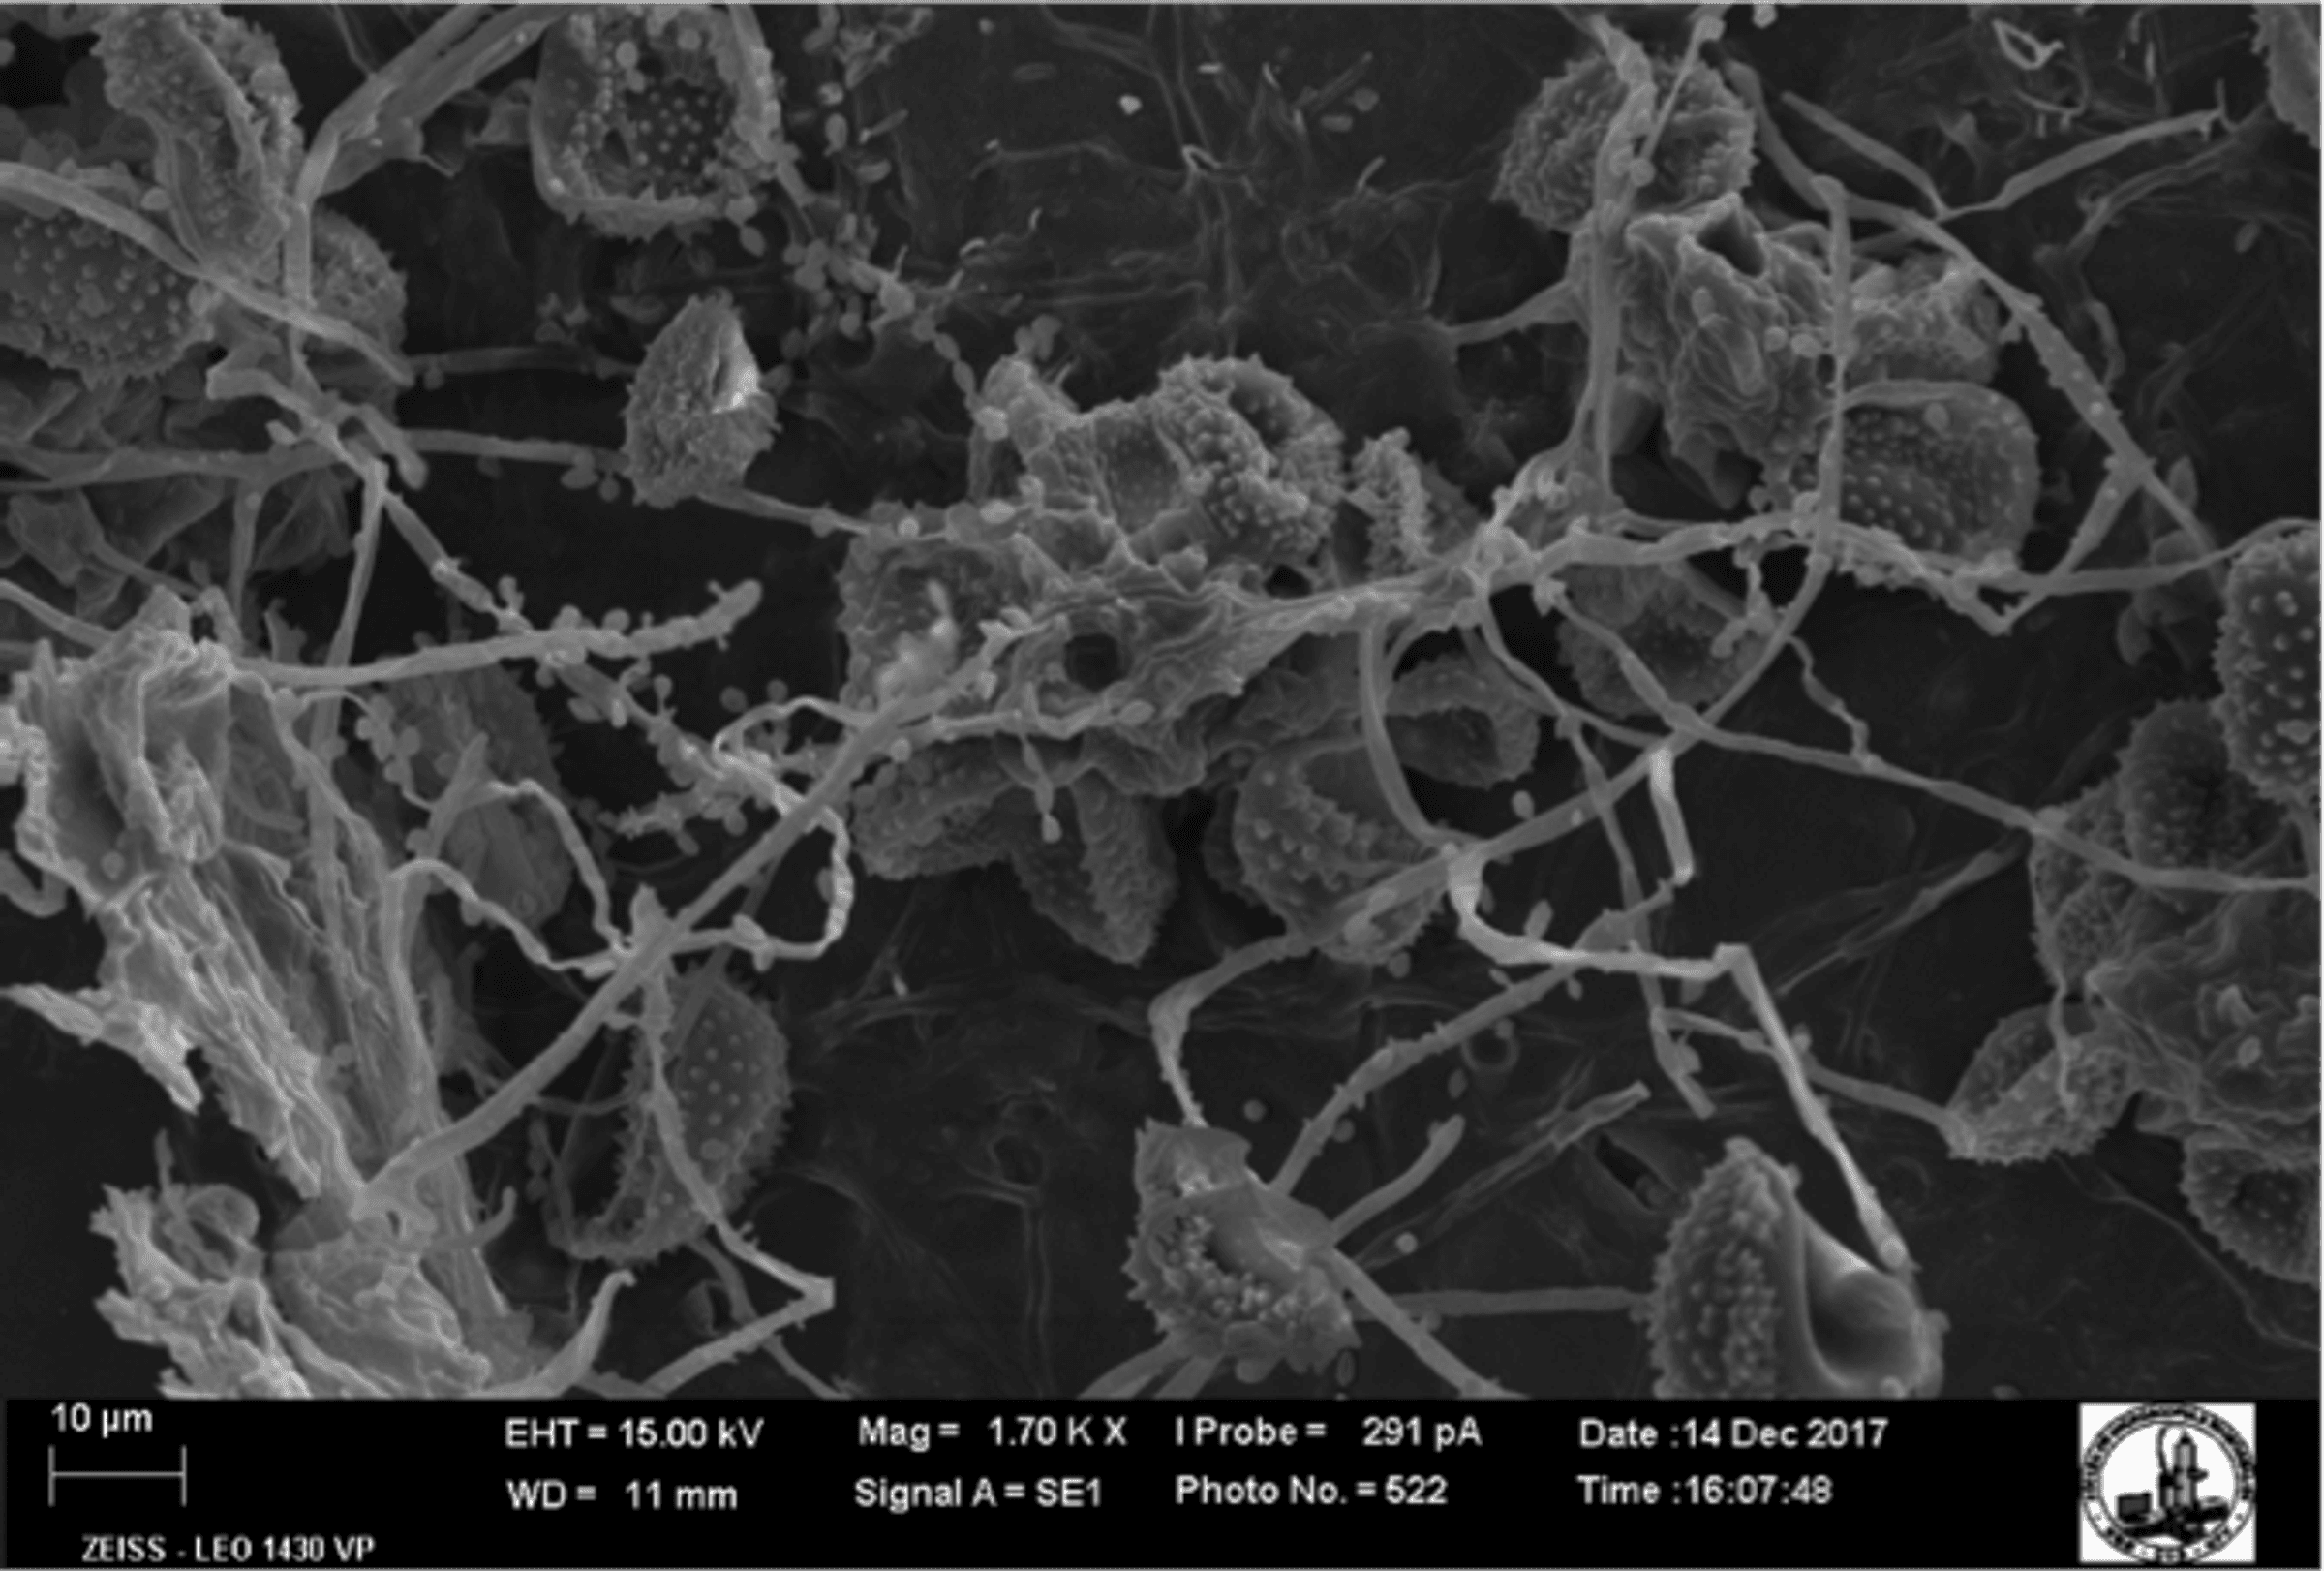 10 µm
EHT = 15.00 kV
Mag = 1.70 K X
I Probe = 291 pA
Date :14 Dec 2017
WD = 11 mm
Signal A = SE1
Photo No. = 522
Time :16:07:48
ZEISS - LEO 1430 VP